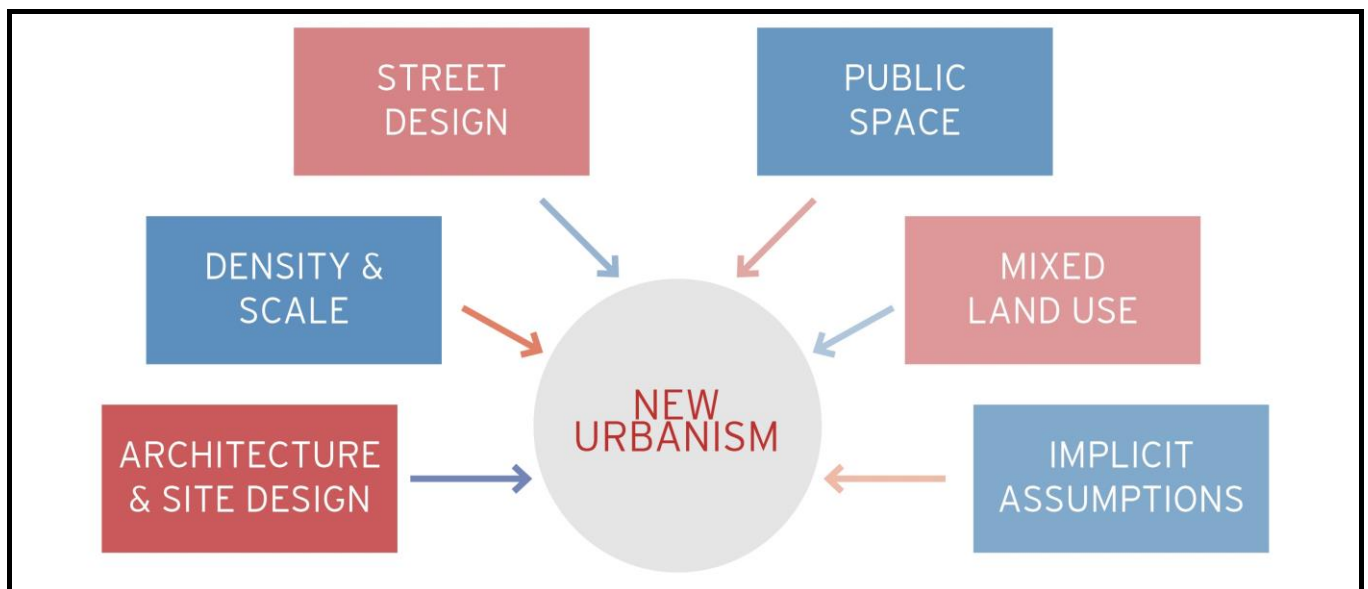 STREET
DESIGN
PUBLIC
SPACE
DENSITY &
SCALE
MIXED
LAND USE
NEW
URBANISM
ARCHITECTURE
& SITE DESIGN
IMPLICIT
ASSUMPTIONS